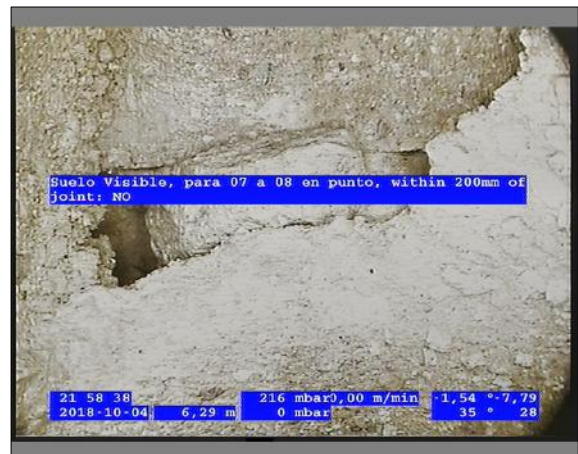 Suelo Visible, para 07 a 08 en punto, within 200mm of
joint: NO
21 58 38 216 mbar 0,00 m/min -1,54 °-7,79
2018-10-04 6,29 m 0 mbar 35 ° 28